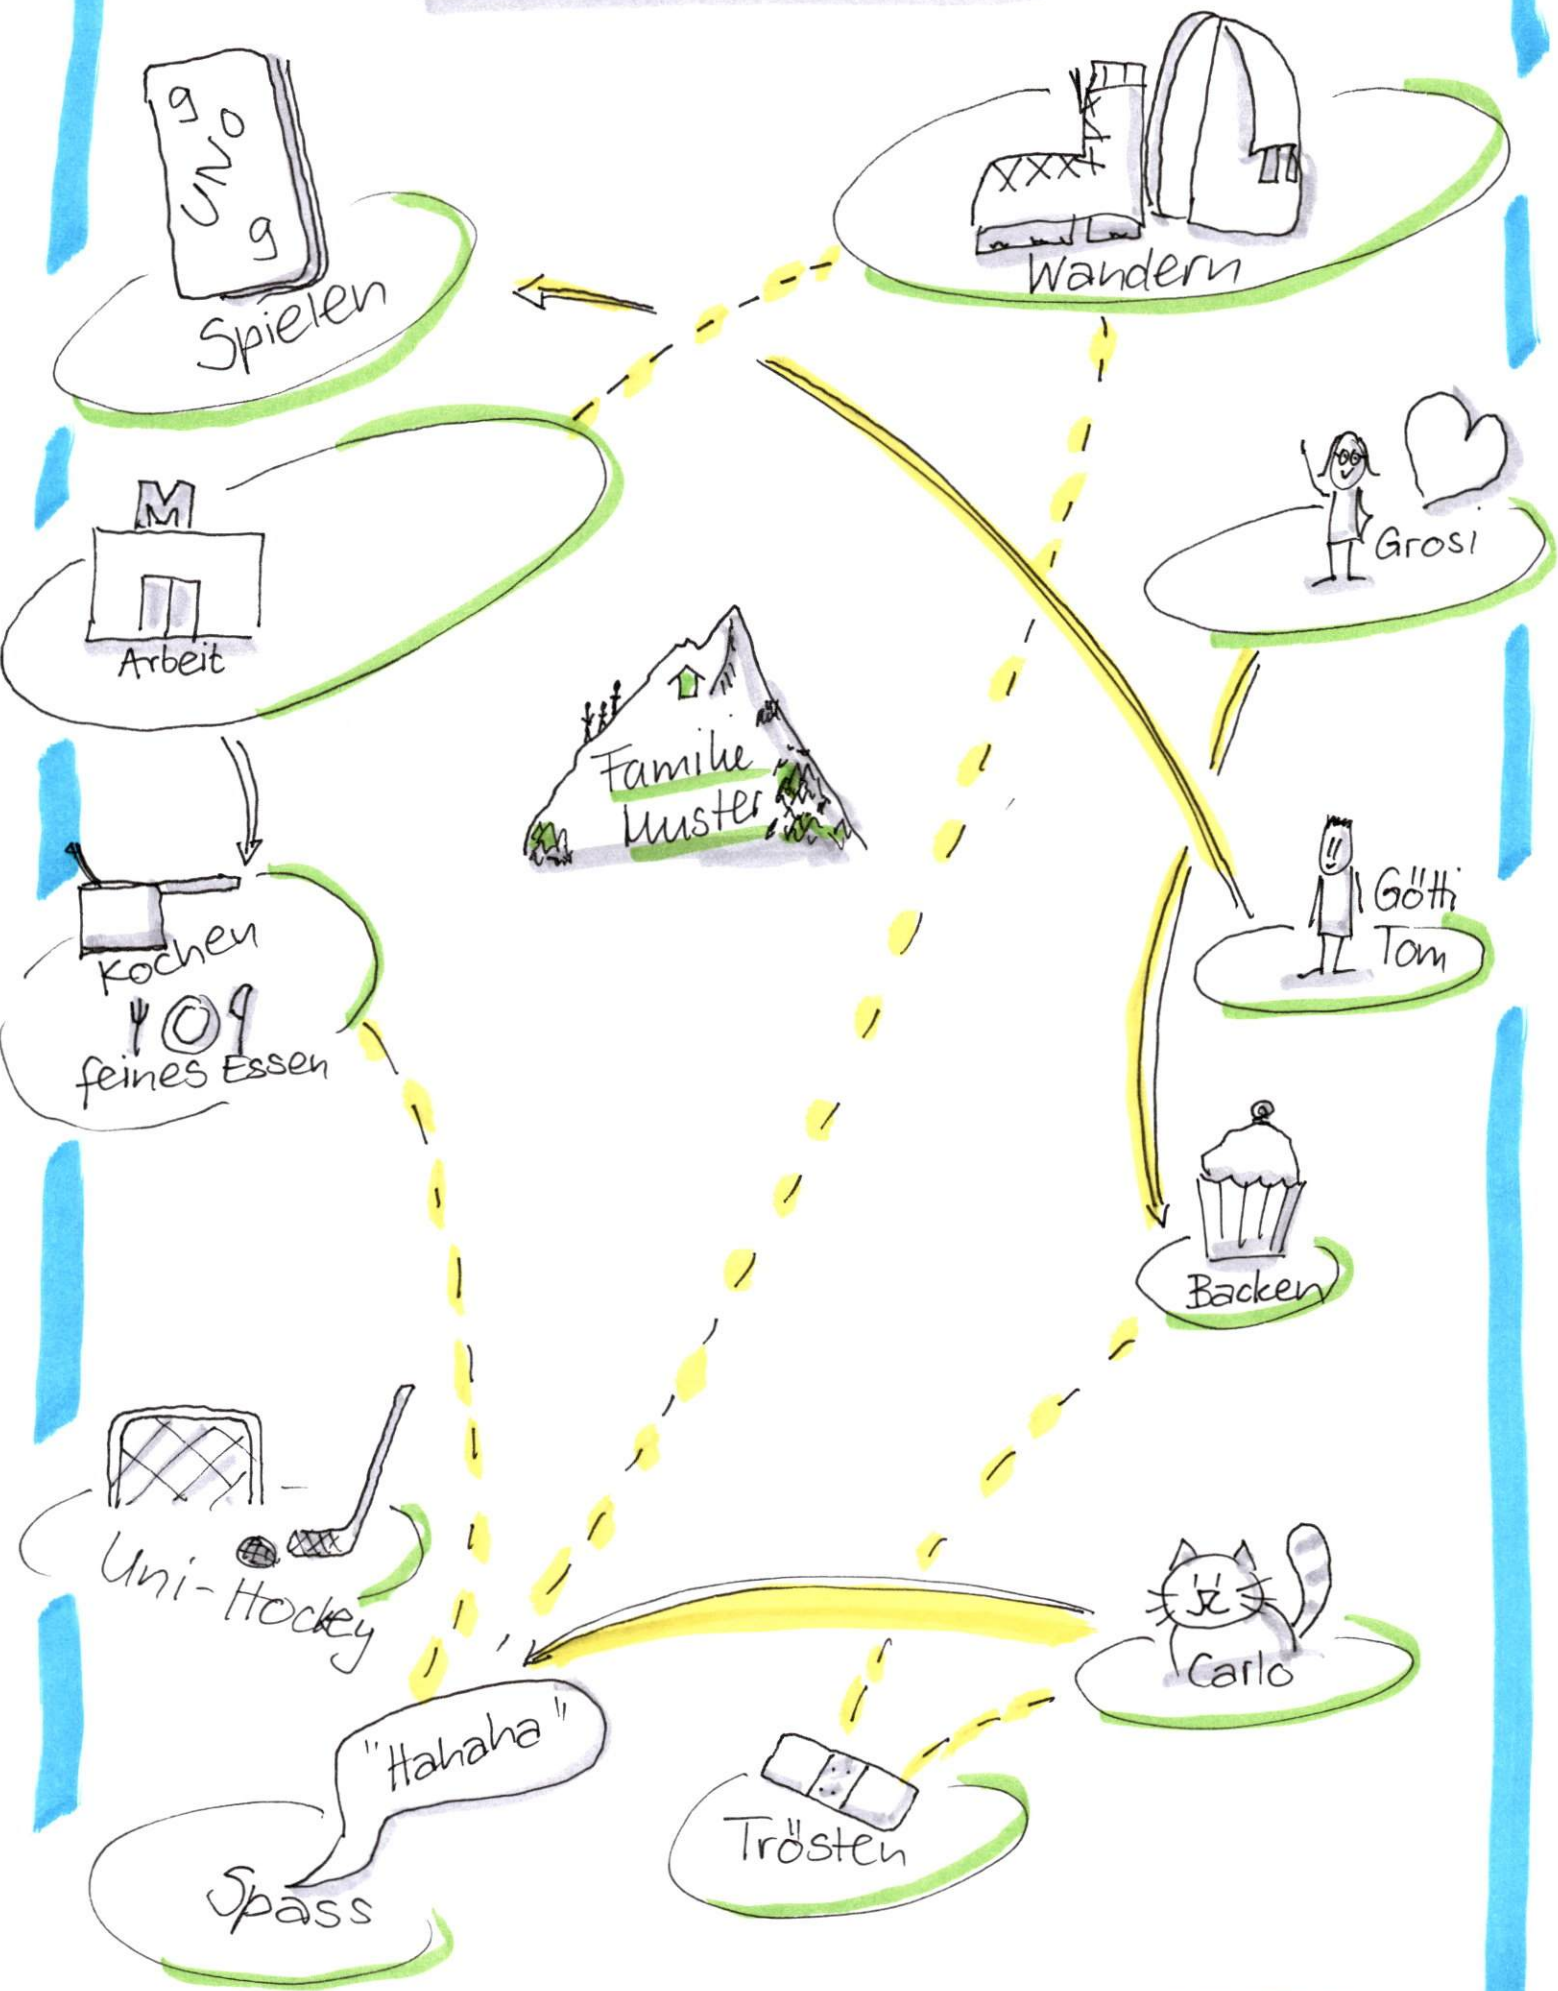 9
UNO
9
Spielen
Wandern
Grosi
M
Arbeit
Familie
Muster
Götti
Tom
Kochen
feines Essen
Backen
Uni-Hockey
Carlo
"Hahaha"
Trösten
Spass